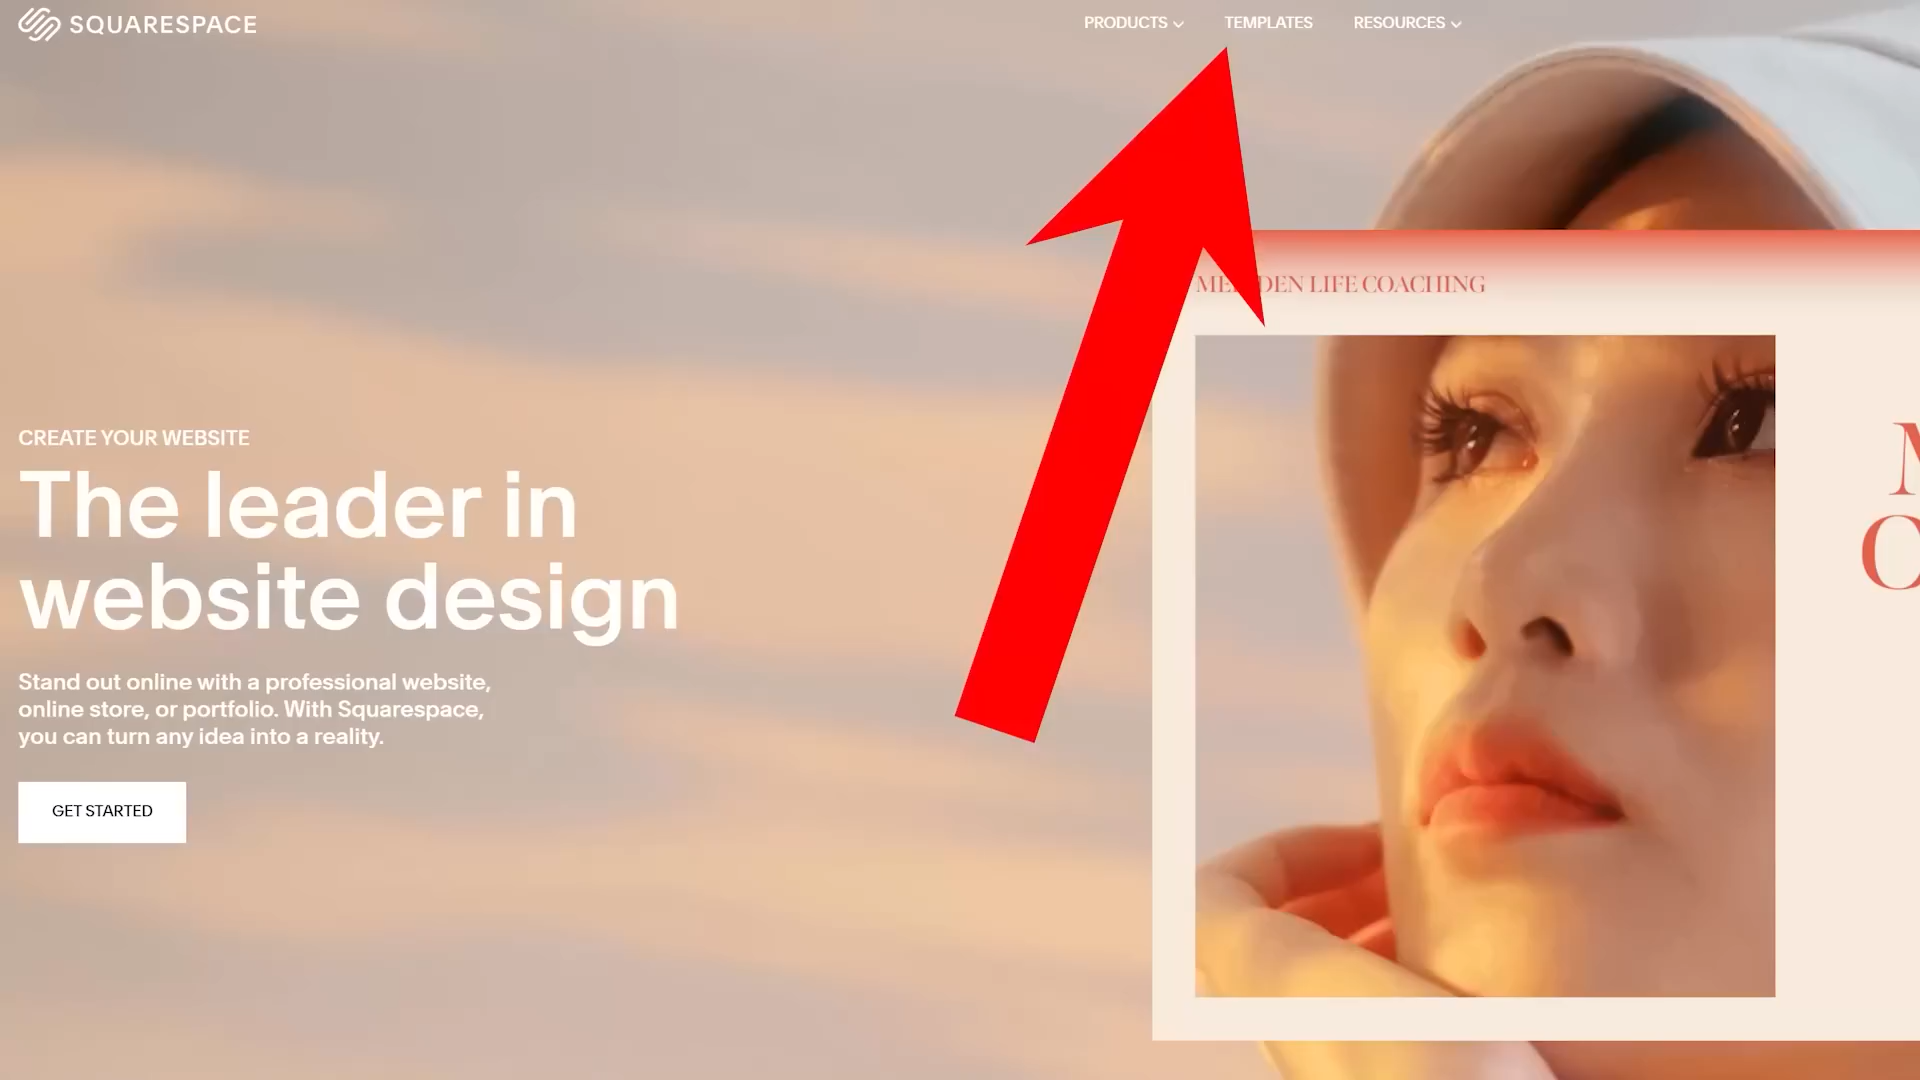 SQUARESPACE
PRODUCTS
TEMPLATES
RESOURCES
CREATE YOUR WEBSITE
The leader in
website design
Stand out online with a professional website,
online store, or portfolio. With Squarespace,
you can turn any idea into a reality.
GET STARTED
LIFE COACHING